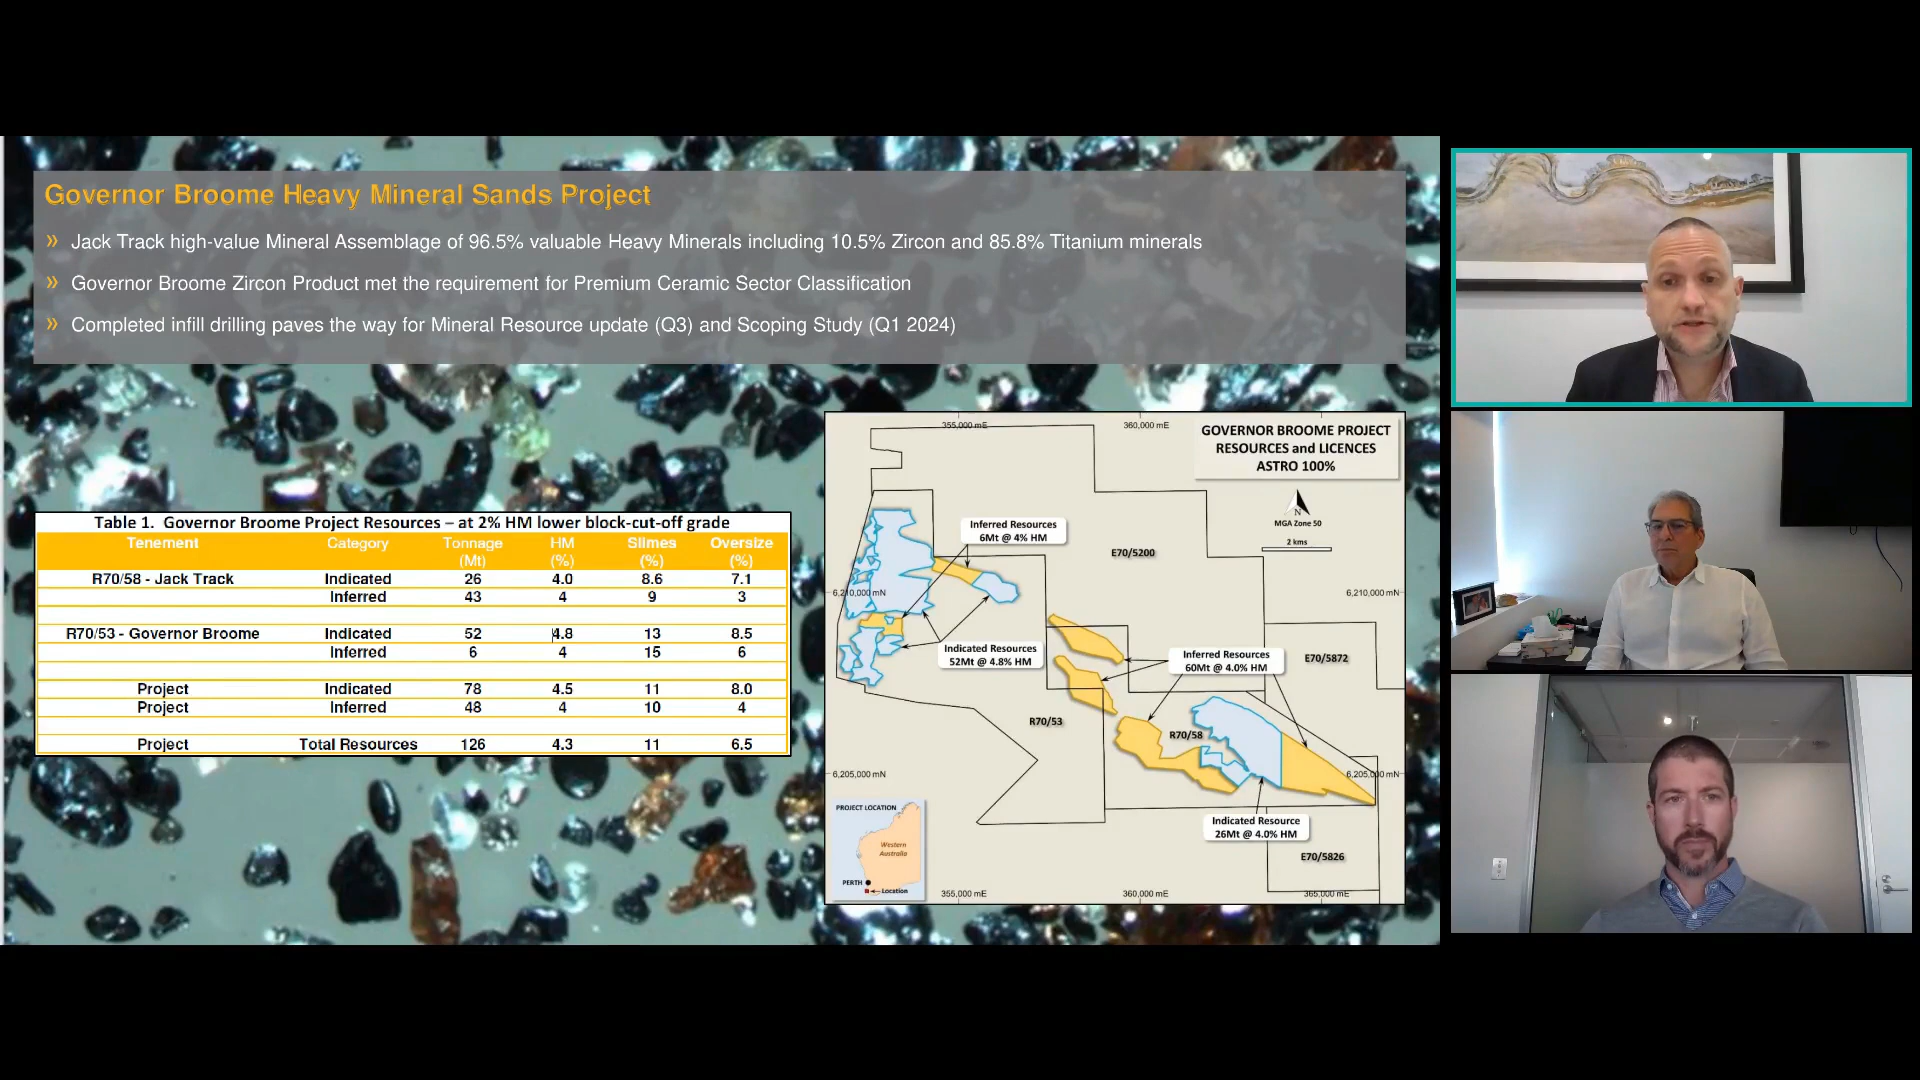 Governor Broome Heavy Mineral Sands Project
» Jack Track high-value Mineral Assemblage of 96.5% valuable Heavy Minerals including 10.5% Zircon and 85.8% Titanium minerals
» Governor Broome Zircon Product met the requirement for Premium Ceramic Sector Classification
» Completed infill drilling paves the way for Mineral Resource update (Q3) and Scoping Study (Q1 2024)
Table 1. Governor Broome Project Resources – at 2% HM lower block-cut-off grade
Tenement Category Tonnage HM Slimes Oversize
(Mt) (%) (%) (%)
R70/58 - Jack Track Indicated 26 4.0 8.6 7.1
Inferred 43 4 9 3
R70/53 - Governor Broome Indicated 52 4.8 13 8.5
Inferred 6 4 15 6
Project Indicated 78 4.5 11 8.0
Project Inferred 48 4 10 4
Project Total Resources 126 4.3 11 6.5
355,000 mE 360,000 mE
GOVERNOR BROOME PROJECT
RESOURCES and LICENCES
ASTRO 100%
N
MGA Zone 50
2 kms
Inferred Resources
6Mt @ 4% HM
E70/5200
6,210,000 mN 6,210,000 mN
Indicated Resources
52Mt @ 4.8% HM
Inferred Resources
60Mt @ 4.0% HM
E70/5872
R70/53
R70/58
6,205,000 mN 6,205,000 mN
Indicated Resource
26Mt @ 4.0% HM
E70/5826
PROJECT LOCATION
Western
Australia
PERTH
Location
355,000 mE 360,000 mE 365,000 mE